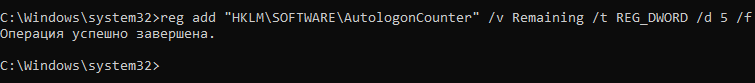 C:\Windows\system32>reg add "HKLM\SOFTWARE\AutologonCounter" /v Remaining /t REG_DWORD /d 5 /f
Операция успешно завершена.
C:\Windows\system32>